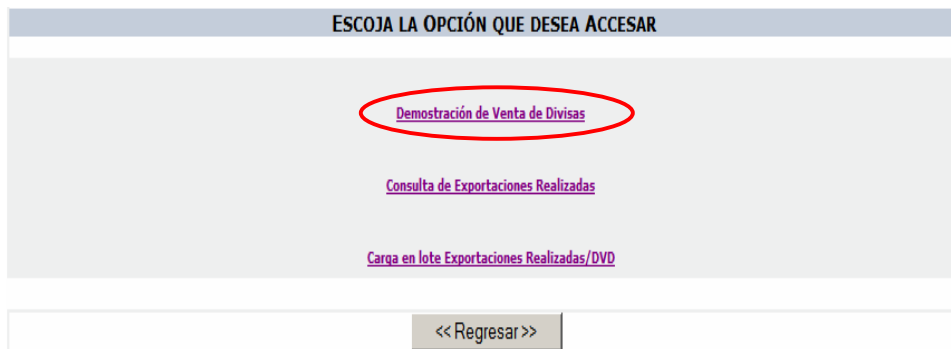 ESCOJA LA OPCIÓN QUE DESEA ACCESAR
Demostración de Venta de Divisas
Consulta de Exportaciones Realizadas
Carga en lote Exportaciones Realizadas/DVD
<< Regresar >>